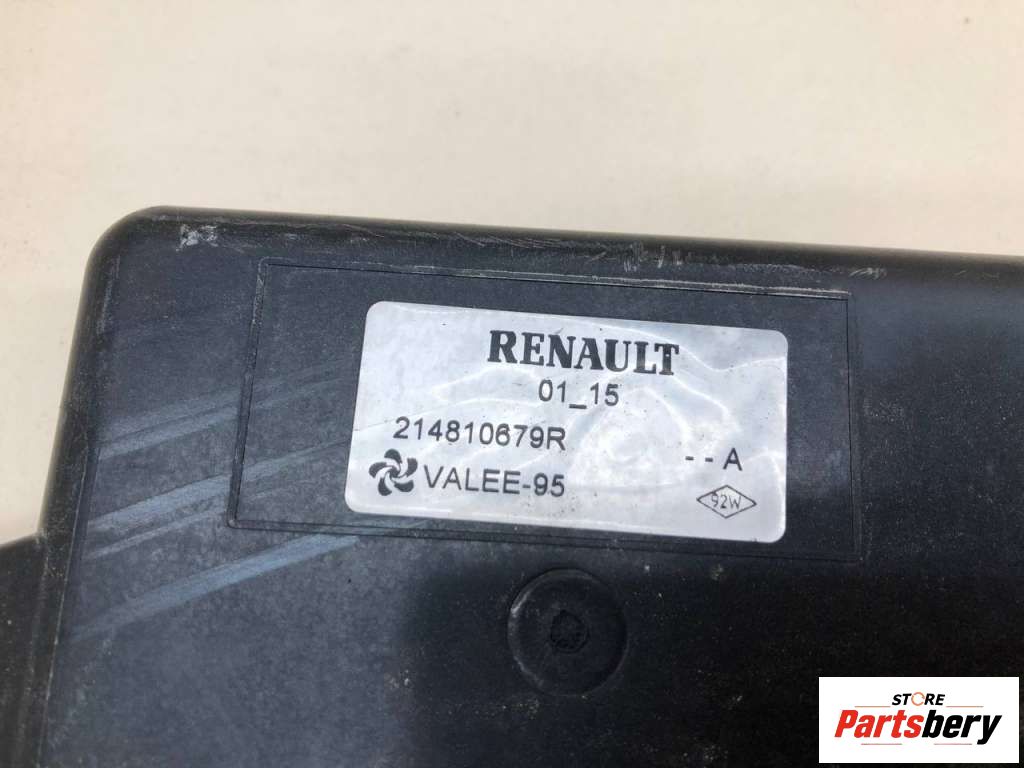 RENAULT
01_15
214810679R
--A
VALEE-95
92W
STORE
Partsbery